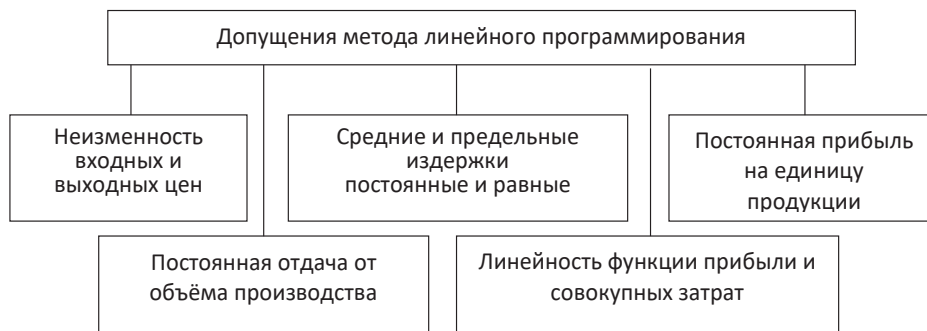 Допущения метода линейного программирования
Неизменность
входных и
выходных цен
Средние и предельные
издержки
постоянные и равные
Постоянная прибыль
на единицу
продукции
Постоянная отдача от
объёма производства
Линейность функции прибыли и
совокупных затрат